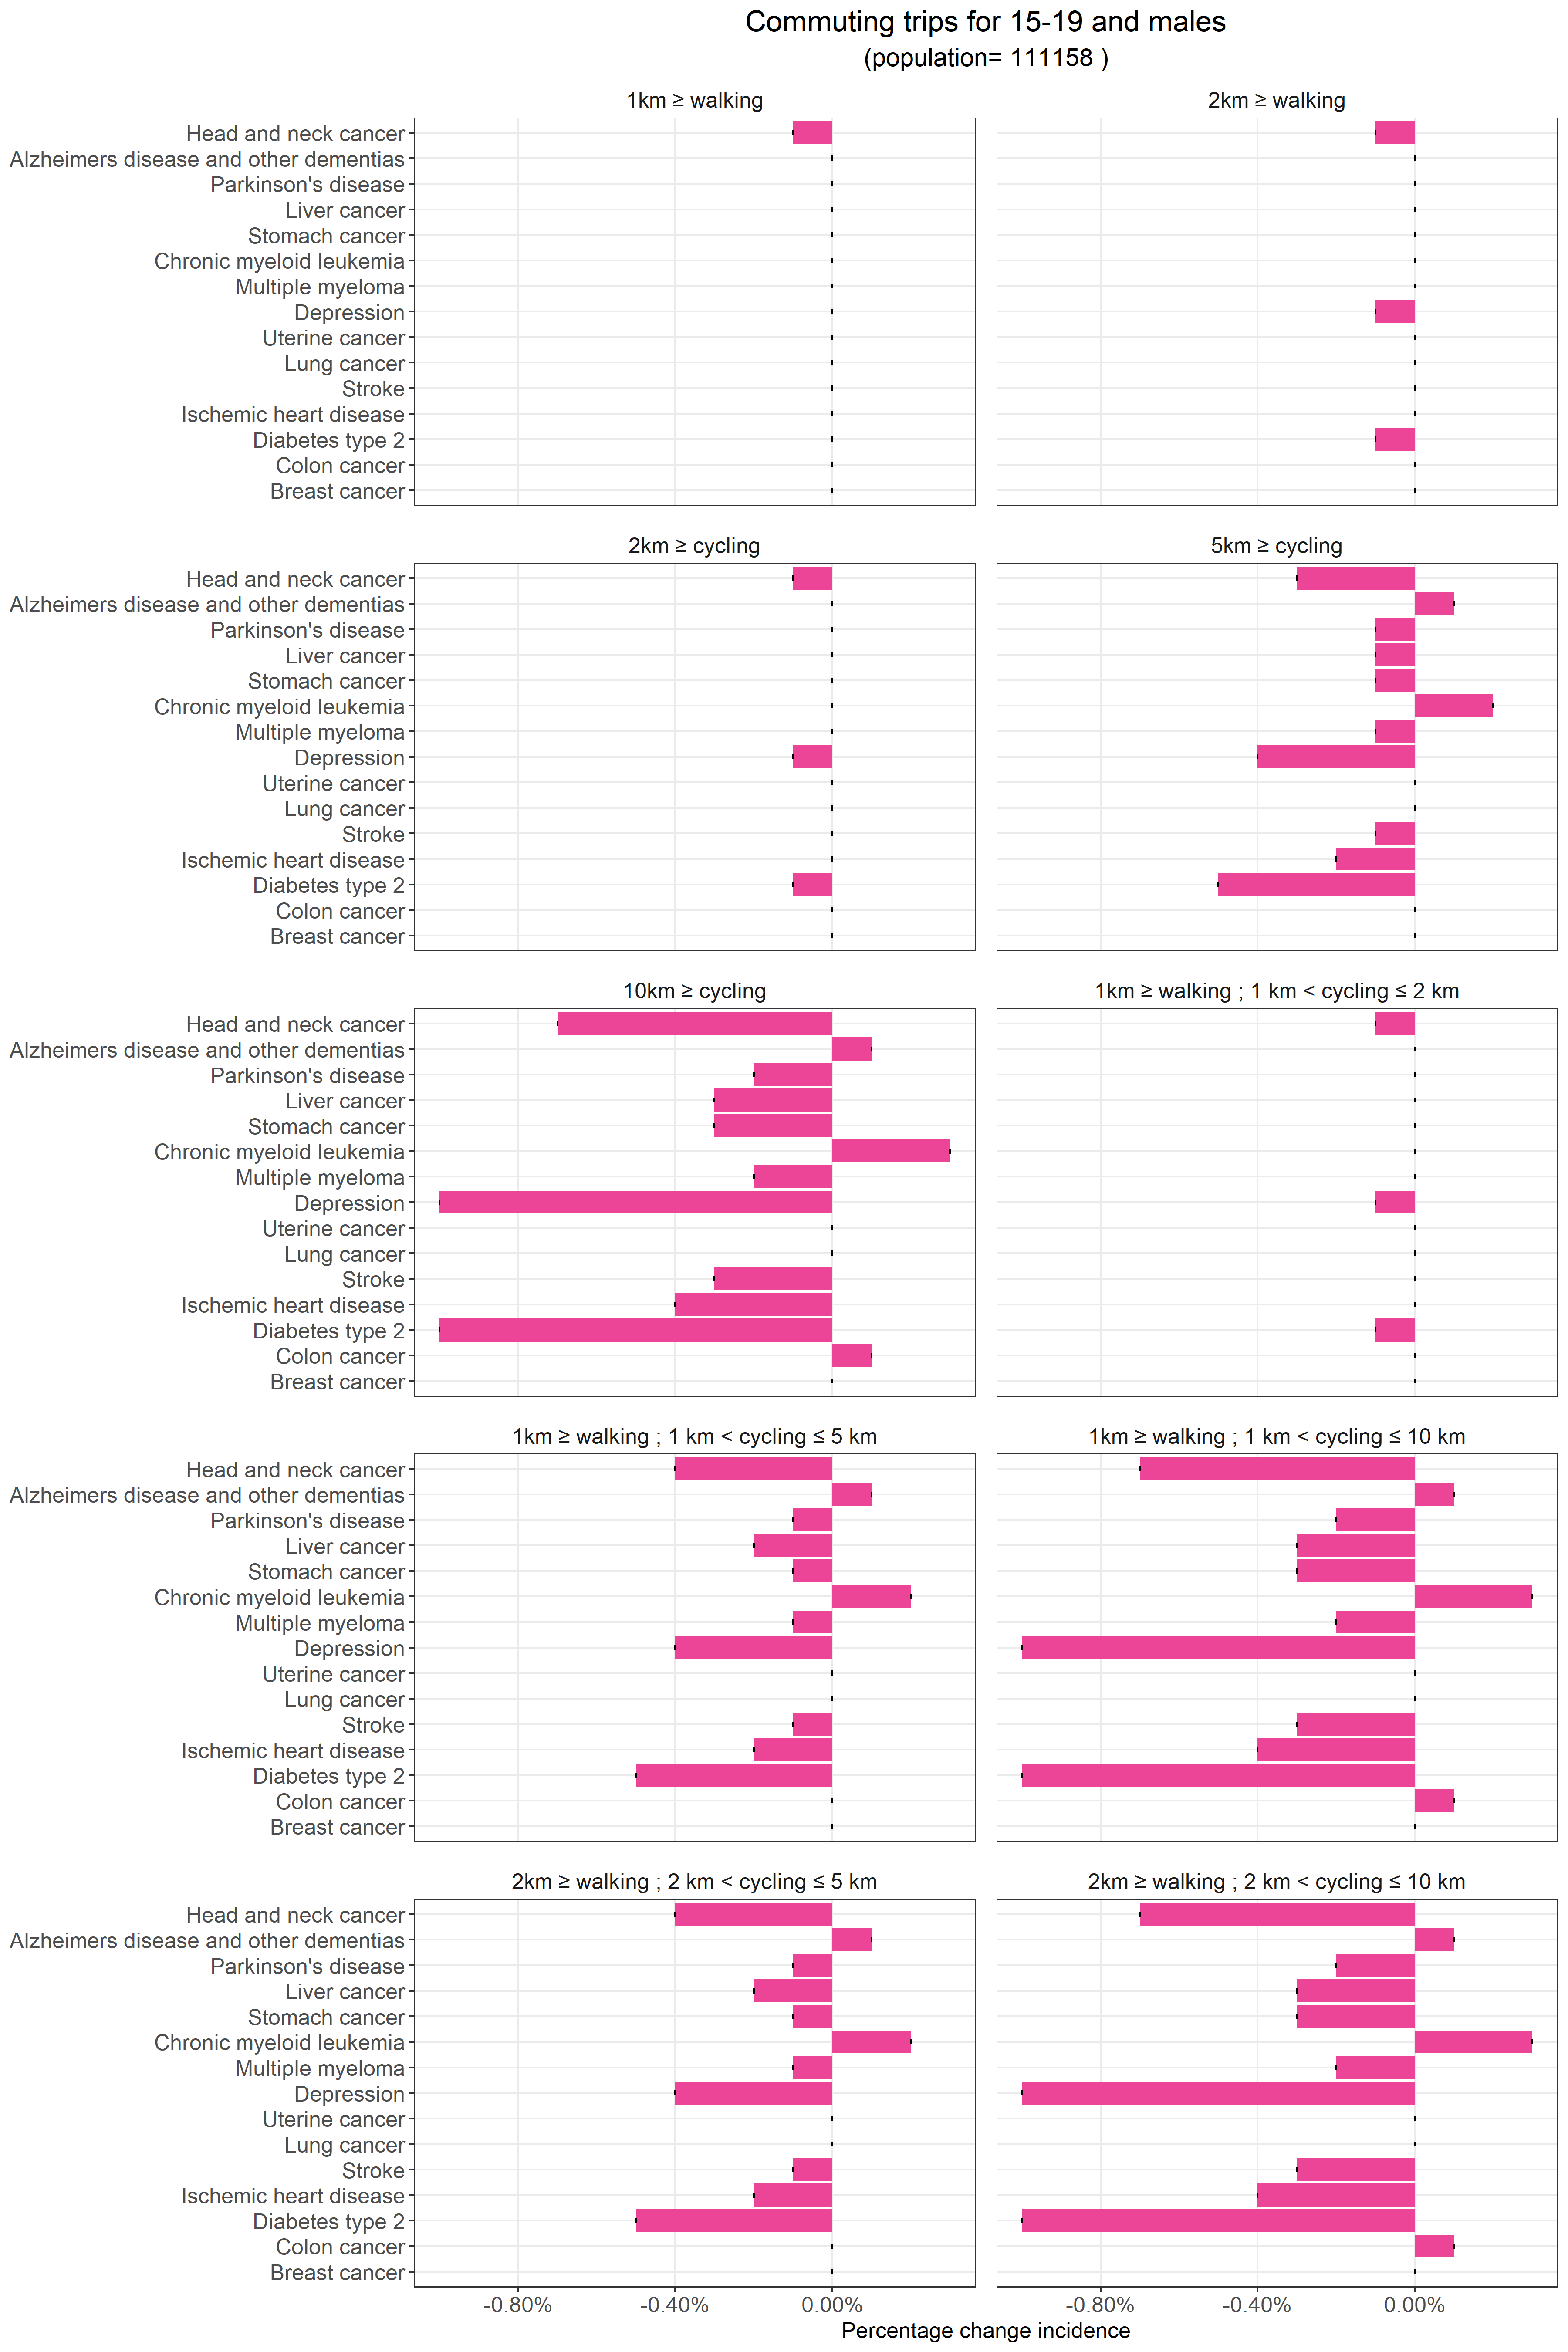 Commuting trips for 15-19 and males
(population= 111158 )
1km ≥ walking
2km ≥ walking
Head and neck cancer
Alzheimers disease and other dementias
Parkinson's disease
Liver cancer
Stomach cancer
Chronic myeloid leukemia
Multiple myeloma
Depression
Uterine cancer
Lung cancer
Stroke
Ischemic heart disease
Diabetes type 2
Colon cancer
Breast cancer
2km ≥ cycling
5km ≥ cycling
Head and neck cancer
Alzheimers disease and other dementias
Parkinson's disease
Liver cancer
Stomach cancer
Chronic myeloid leukemia
Multiple myeloma
Depression
Uterine cancer
Lung cancer
Stroke
Ischemic heart disease
Diabetes type 2
Colon cancer
Breast cancer
10km ≥ cycling
1km ≥ walking ; 1 km < cycling ≤ 2 km
Head and neck cancer
Alzheimers disease and other dementias
Parkinson's disease
Liver cancer
Stomach cancer
Chronic myeloid leukemia
Multiple myeloma
Depression
Uterine cancer
Lung cancer
Stroke
Ischemic heart disease
Diabetes type 2
Colon cancer
Breast cancer
1km ≥ walking ; 1 km < cycling ≤ 5 km
1km ≥ walking ; 1 km < cycling ≤ 10 km
Head and neck cancer
Alzheimers disease and other dementias
Parkinson's disease
Liver cancer
Stomach cancer
Chronic myeloid leukemia
Multiple myeloma
Depression
Uterine cancer
Lung cancer
Stroke
Ischemic heart disease
Diabetes type 2
Colon cancer
Breast cancer
2km ≥ walking ; 2 km < cycling ≤ 5 km
2km ≥ walking ; 2 km < cycling ≤ 10 km
Head and neck cancer
Alzheimers disease and other dementias
Parkinson's disease
Liver cancer
Stomach cancer
Chronic myeloid leukemia
Multiple myeloma
Depression
Uterine cancer
Lung cancer
Stroke
Ischemic heart disease
Diabetes type 2
Colon cancer
Breast cancer
-0.80% -0.40% 0.00% -0.80% -0.40% 0.00%
Percentage change incidence